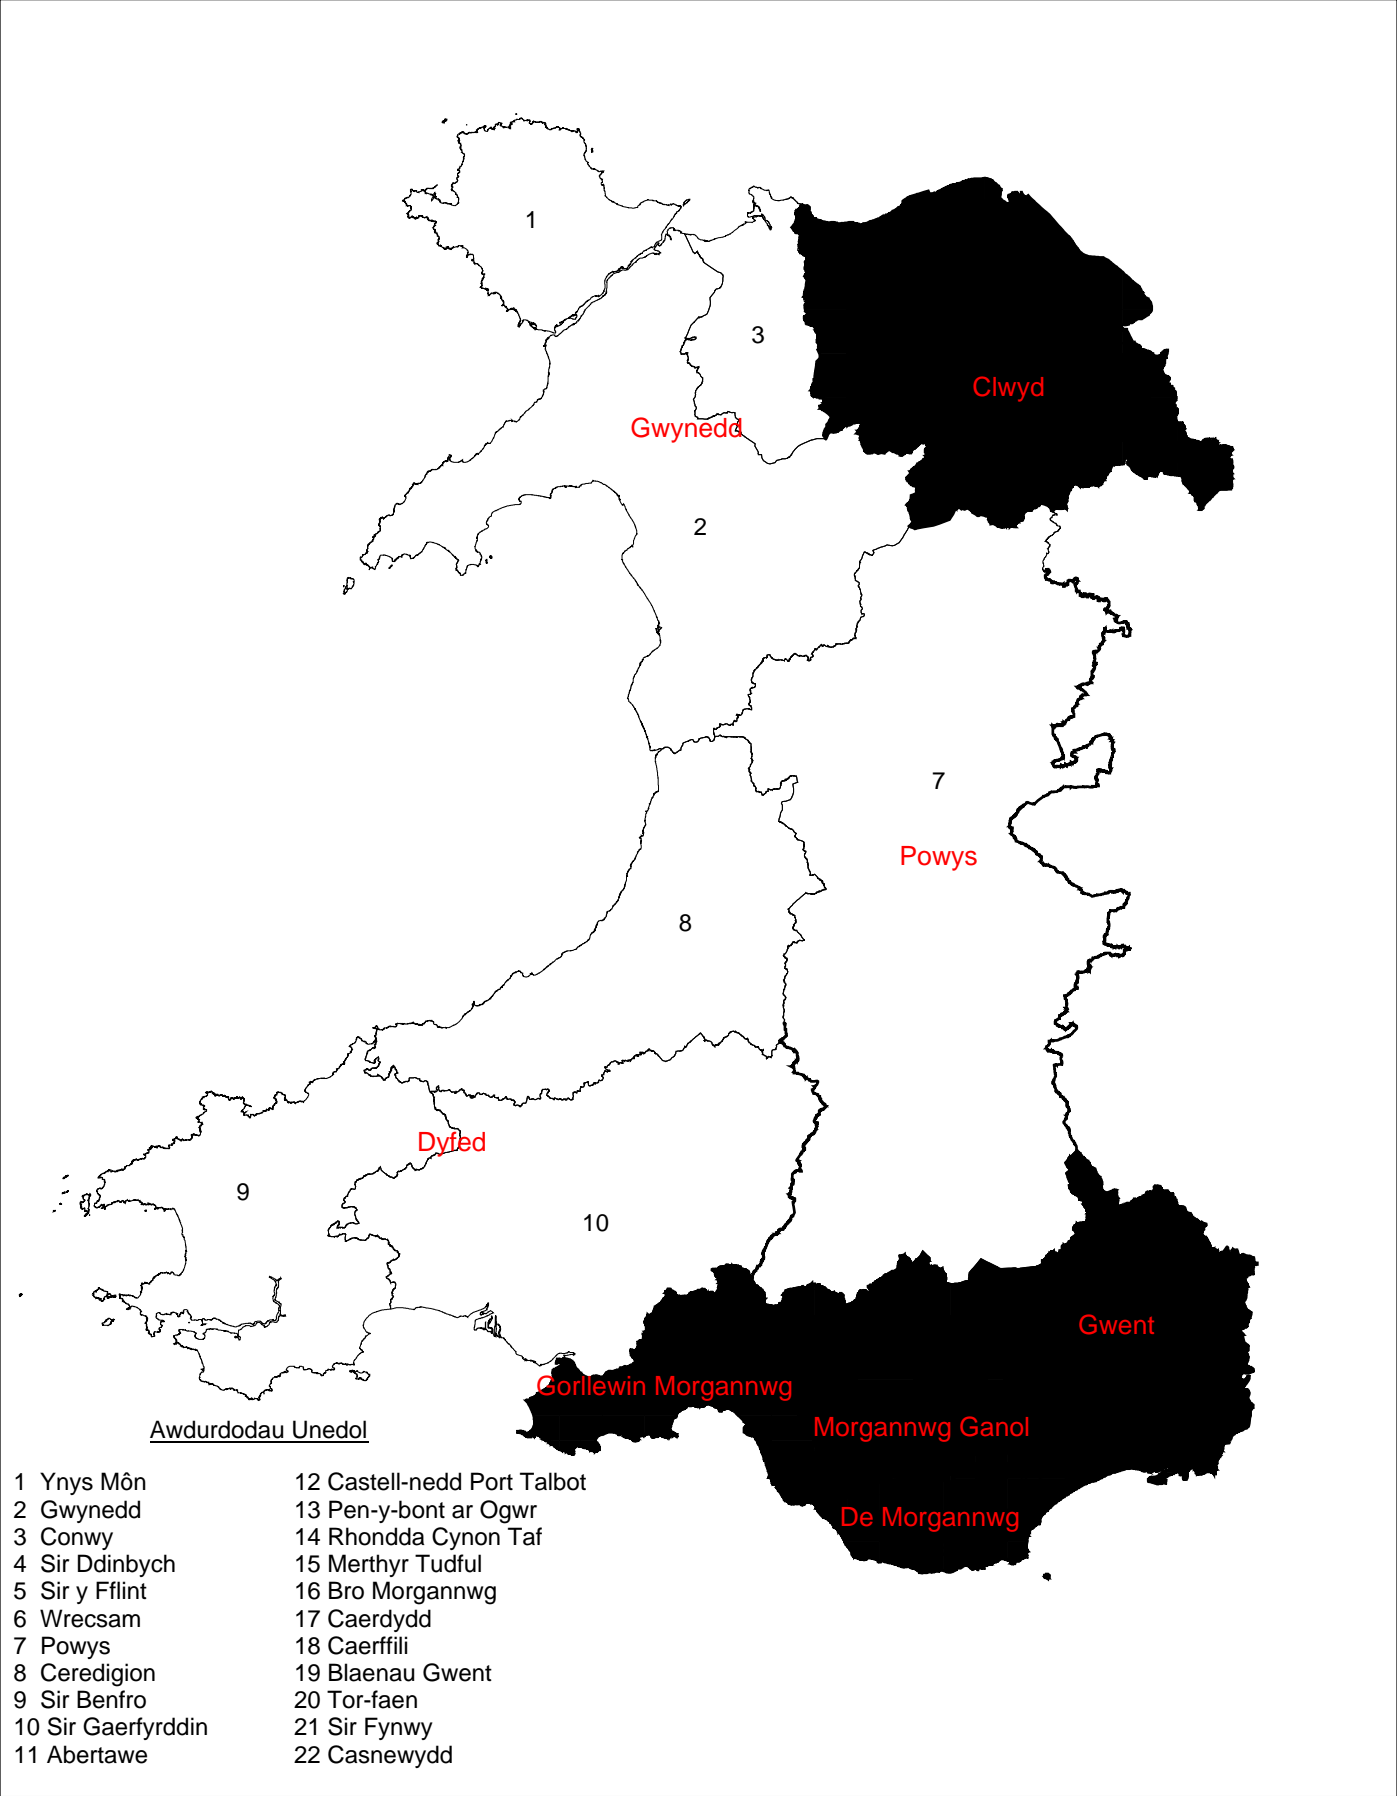 1
3
Clwyd
Gwynedd
2
7
Powys
8
Dyfed
9
10
Gwent
Gorllewin Morgannwg
Morgannwg Ganol
De Morgannwg
Awdurdodau Unedol
1 Ynys Môn
2 Gwynedd
3 Conwy
4 Sir Ddinbych
5 Sir y Fflint
6 Wrecsam
7 Powys
8 Ceredigion
9 Sir Benfro
10 Sir Gaerfyrddin
11 Abertawe
12 Castell-nedd Port Talbot
13 Pen-y-bont ar Ogwr
14 Rhondda Cynon Taf
15 Merthyr Tudful
16 Bro Morgannwg
17 Caerdydd
18 Caerffili
19 Blaenau Gwent
20 Tor-faen
21 Sir Fynwy
22 Casnewydd